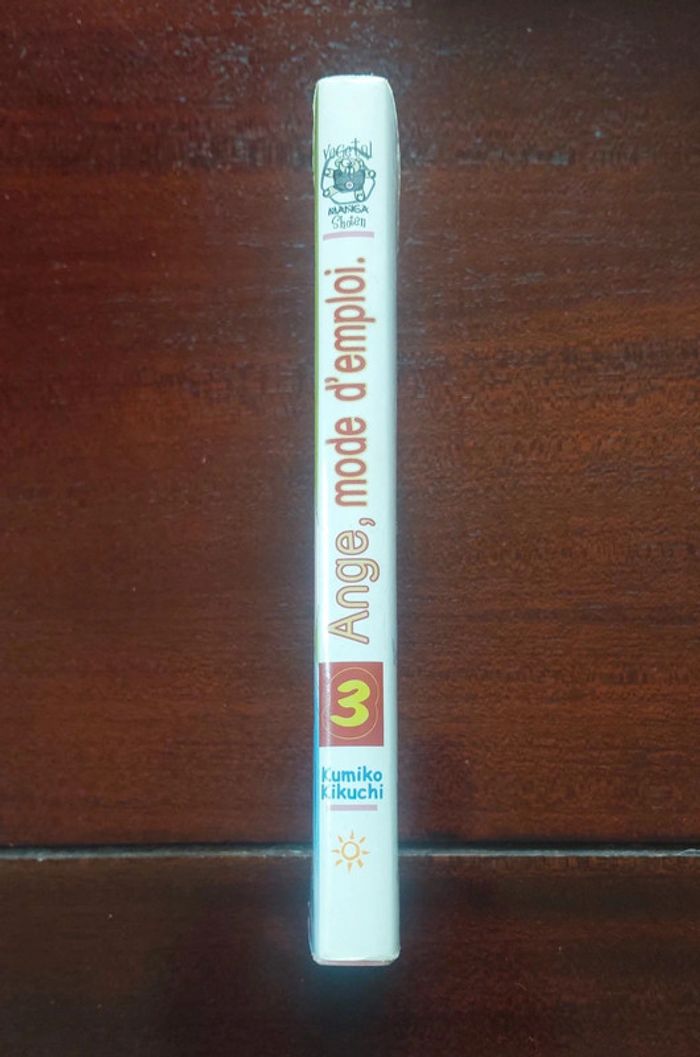 Vegetal
MANGA
Shoten
Ange, mode d'emploi.
3
Kumiko
Kikuchi